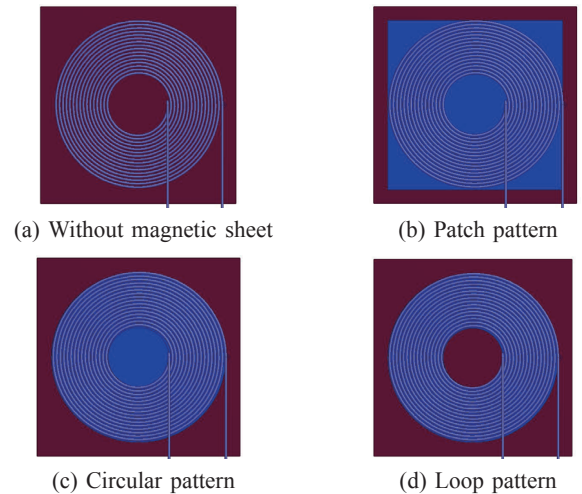 (a) Without magnetic sheet
(b) Patch pattern
(c) Circular pattern
(d) Loop pattern